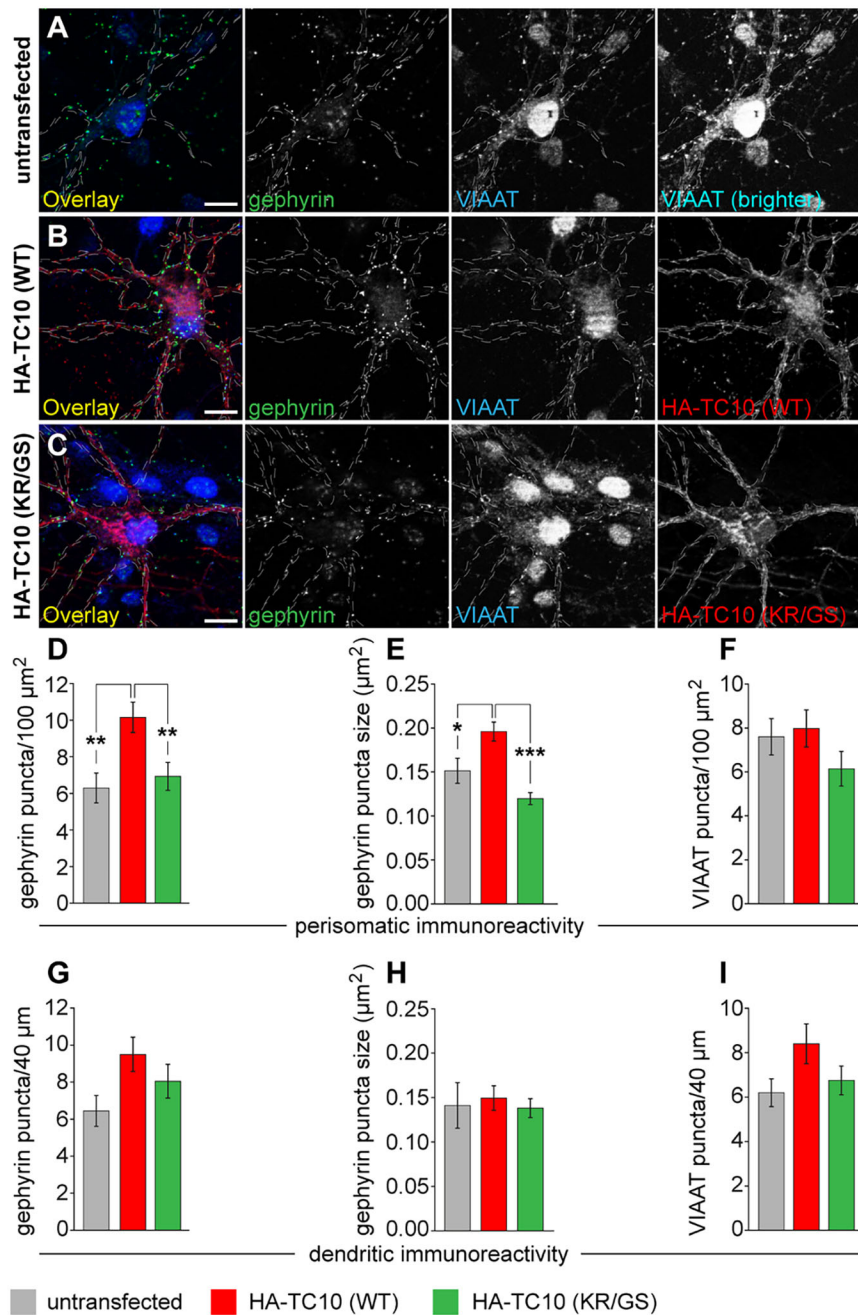 A
untransfected
Overlay
gephyrin
VIAAT
VIAAT (brighter)
B
HA-TC10 (WT)
Overlay
gephyrin
VIAAT
HA-TC10 (WT)
C
HA-TC10 (KR/GS)
Overlay
gephyrin
VIAAT
HA-TC10 (KR/GS)
D
gephyrin puncta/100 µm²
12
10
8
6
4
2
0
**
**
E
gephyrin puncta size (µm²)
0.25
0.20
0.15
0.10
0.05
0.00
*
***
F
VIAAT puncta/100 µm²
10
8
6
4
2
0
perisomatic immunoreactivity
G
gephyrin puncta/40 µm
12
10
8
6
4
2
0
H
gephyrin puncta size (µm²)
0.25
0.20
0.15
0.10
0.05
0.00
I
VIAAT puncta/40 µm
10
8
6
4
2
0
dendritic immunoreactivity
untransfected
HA-TC10 (WT)
HA-TC10 (KR/GS)